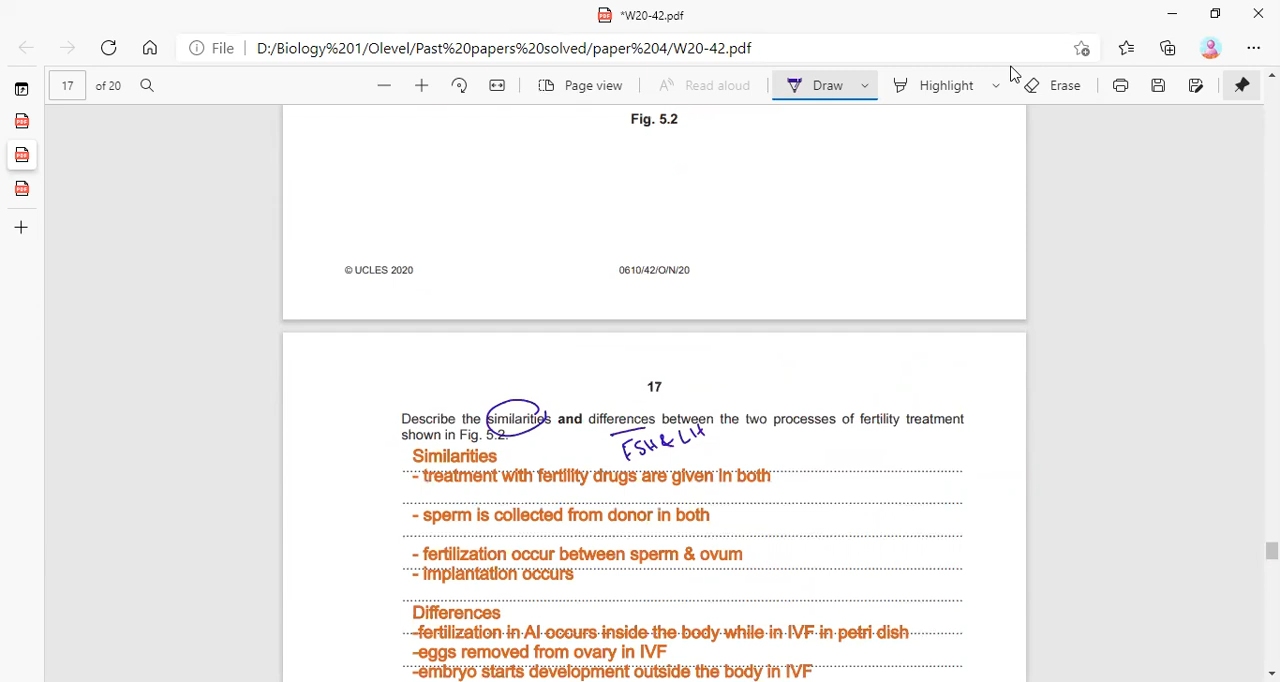 *W20-42.pdf
File
D:/Biology%201/Olevel/Past%20papers%20solved/paper%204/W20-42.pdf
17 of 20
Page view
Read aloud
Draw
Highlight
Erase
Fig. 5.2
© UCLES 2020
0610/42/O/N/20
17
Describe the similarities and differences between the two processes of fertility treatment
shown in Fig. 5.2.
FSH & LH
Similarities
- treatment with fertility drugs are given in both
- sperm is collected from donor in both
- fertilization occur between sperm & ovum
- implantation occurs
Differences
-fertilization in AI occurs inside the body while in IVF in petri dish
-eggs removed from ovary in IVF
-embryo starts development outside the body in IVF